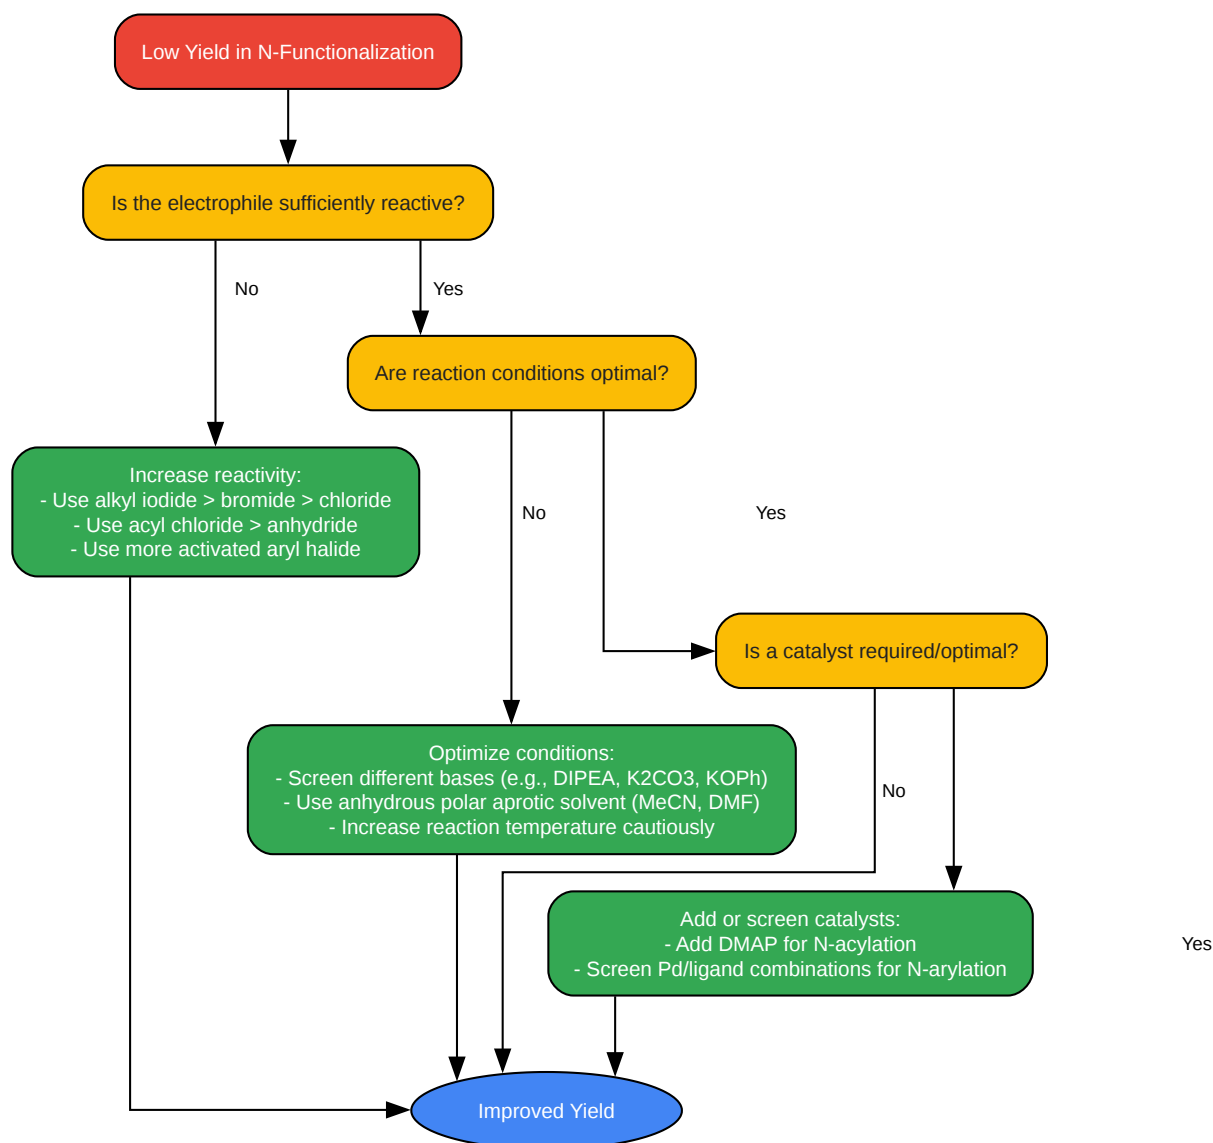 Low Yield in N-Functionalization
Is the electrophile sufficiently reactive?
No
Yes
Are reaction conditions optimal?
Increase reactivity:
- Use alkyl iodide > bromide > chloride
- Use acyl chloride > anhydride
- Use more activated aryl halide
No
Yes
Is a catalyst required/optimal?
Optimize conditions:
- Screen different bases (e.g., DIPEA, K2CO3, KOPh)
- Use anhydrous polar aprotic solvent (MeCN, DMF)
- Increase reaction temperature cautiously
No
Add or screen catalysts:
- Add DMAP for N-acylation
- Screen Pd/ligand combinations for N-arylation
Yes
Improved Yield